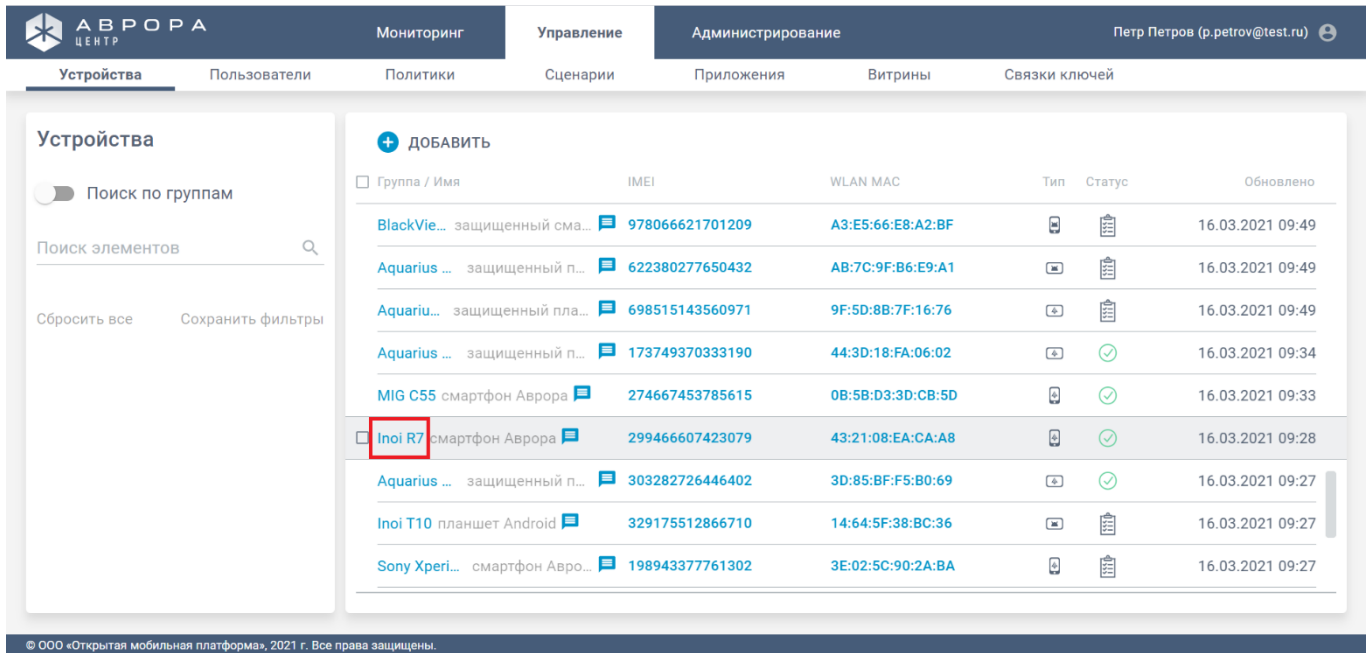 АВРОРА
ЦЕНТР
Мониторинг Управление Администрирование Петр Петров (p.petrov@test.ru)
Устройства Пользователи Политики Сценарии Приложения Витрины Связки ключей
Устройства
Поиск по группам
Поиск элементов
Сбросить все Сохранить фильтры
ДОБАВИТЬ
Группа / Имя IMEI WLAN MAC Тип Статус Обновлено
BlackVie... защищенный сма... 978066621701209 A3:E5:66:E8:A2:BF 16.03.2021 09:49
Aquarius ... защищенный п... 622380277650432 AB:7C:9F:B6:E9:A1 16.03.2021 09:49
Aquariu... защищенный пла... 698515143560971 9F:5D:8B:7F:16:76 16.03.2021 09:49
Aquarius ... защищенный п... 173749370333190 44:3D:18:FA:06:02 16.03.2021 09:34
MIG C55 смартфон Аврора 274667453785615 0B:5B:D3:3D:CB:5D 16.03.2021 09:33
Inoi R7 смартфон Аврора 299466607423079 43:21:08:EA:CA:A8 16.03.2021 09:28
Aquarius ... защищенный п... 303282726446402 3D:85:BF:F5:B0:69 16.03.2021 09:27
Inoi T10 планшет Android 329175512866710 14:64:5F:38:BC:36 16.03.2021 09:27
Sony Xperi... смартфон Авро... 198943377761302 3E:02:5C:90:2A:BA 16.03.2021 09:27
© ООО «Открытая мобильная платформа», 2021 г. Все права защищены.